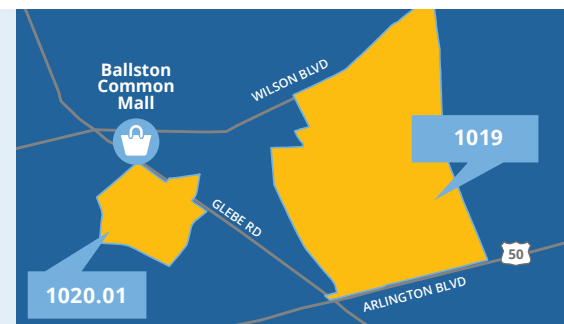 Ballston
Common
Mall
WILSON BLVD
1019
GLEBE RD
50
1020.01
ARLINGTON BLVD